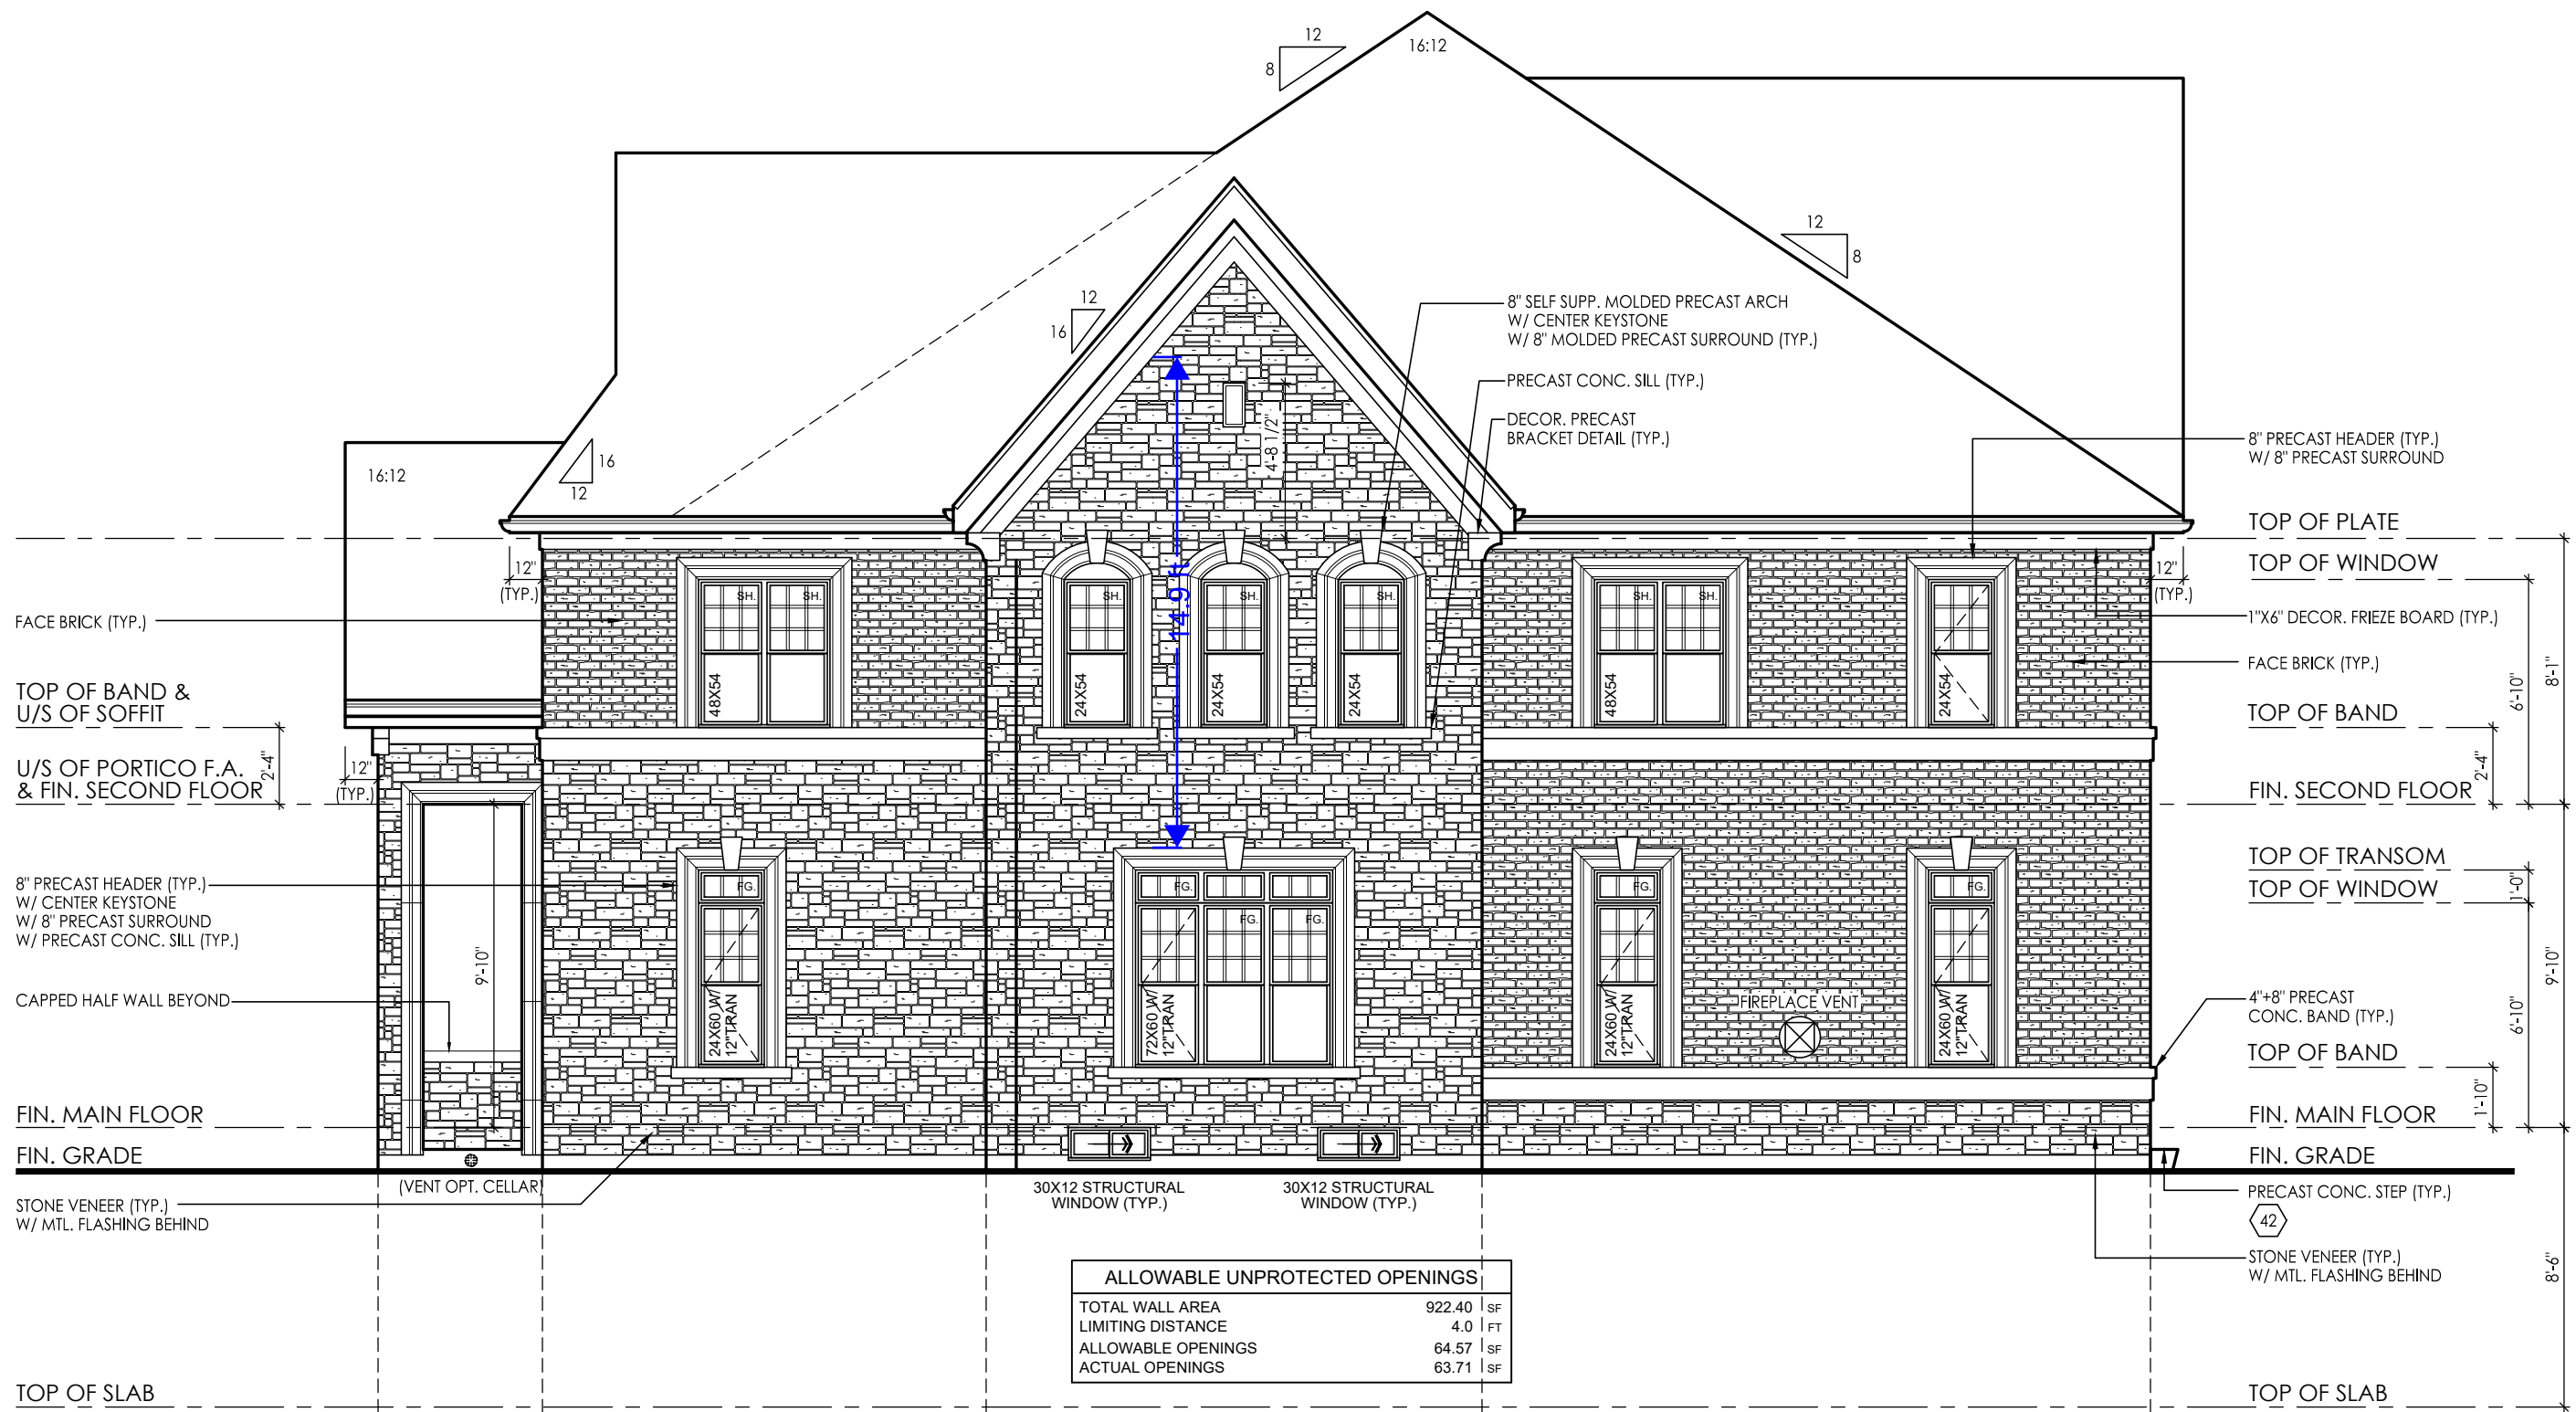 12
8
16:12
12
8
12
16
16
12
16:12
8" SELF SUPP. MOLDED PRECAST ARCH
W/ CENTER KEYSTONE
W/ 8" MOLDED PRECAST SURROUND (TYP.)
PRECAST CONC. SILL (TYP.)
DECOR. PRECAST
BRACKET DETAIL (TYP.)
4'-8 1/2"
14.9 ft
8" PRECAST HEADER (TYP.)
W/ 8" PRECAST SURROUND
TOP OF PLATE
TOP OF WINDOW
12"
(TYP.)
12"
(TYP.)
1"X6" DECOR. FRIEZE BOARD (TYP.)
FACE BRICK (TYP.)
FACE BRICK (TYP.)
SH.
SH.
48X54
SH.
24X54
SH.
24X54
SH.
24X54
SH.
SH.
48X54
24X54
6'-10"
8'-1"
TOP OF BAND &
U/S OF SOFFIT
TOP OF BAND
U/S OF PORTICO F.A.
& FIN. SECOND FLOOR
2'-4"
12"
(TYP.)
2'-4"
FIN. SECOND FLOOR
TOP OF TRANSOM
TOP OF WINDOW
1'-0"
8" PRECAST HEADER (TYP.)
W/ CENTER KEYSTONE
W/ 8" PRECAST SURROUND
W/ PRECAST CONC. SILL (TYP.)
FG.
24X60 W/
12"TRAN
FG.
FG.
FG.
72X60 W/
12"TRAN
FG.
24X60 W/
12"TRAN
FG.
24X60 W/
12"TRAN
9'-10"
FIREPLACE VENT
CAPPED HALF WALL BEYOND
4"+8" PRECAST
CONC. BAND (TYP.)
6'-10"
9'-10"
TOP OF BAND
1'-10"
FIN. MAIN FLOOR
FIN. MAIN FLOOR
FIN. GRADE
FIN. GRADE
(VENT OPT. CELLAR)
30X12 STRUCTURAL
WINDOW (TYP.)
30X12 STRUCTURAL
WINDOW (TYP.)
STONE VENEER (TYP.)
W/ MTL. FLASHING BEHIND
PRECAST CONC. STEP (TYP.)
42
STONE VENEER (TYP.)
W/ MTL. FLASHING BEHIND
8'-6"
ALLOWABLE UNPROTECTED OPENINGS
TOTAL WALL AREA 922.40 SF
LIMITING DISTANCE 4.0 FT
ALLOWABLE OPENINGS 64.57 SF
ACTUAL OPENINGS 63.71 SF
TOP OF SLAB
TOP OF SLAB